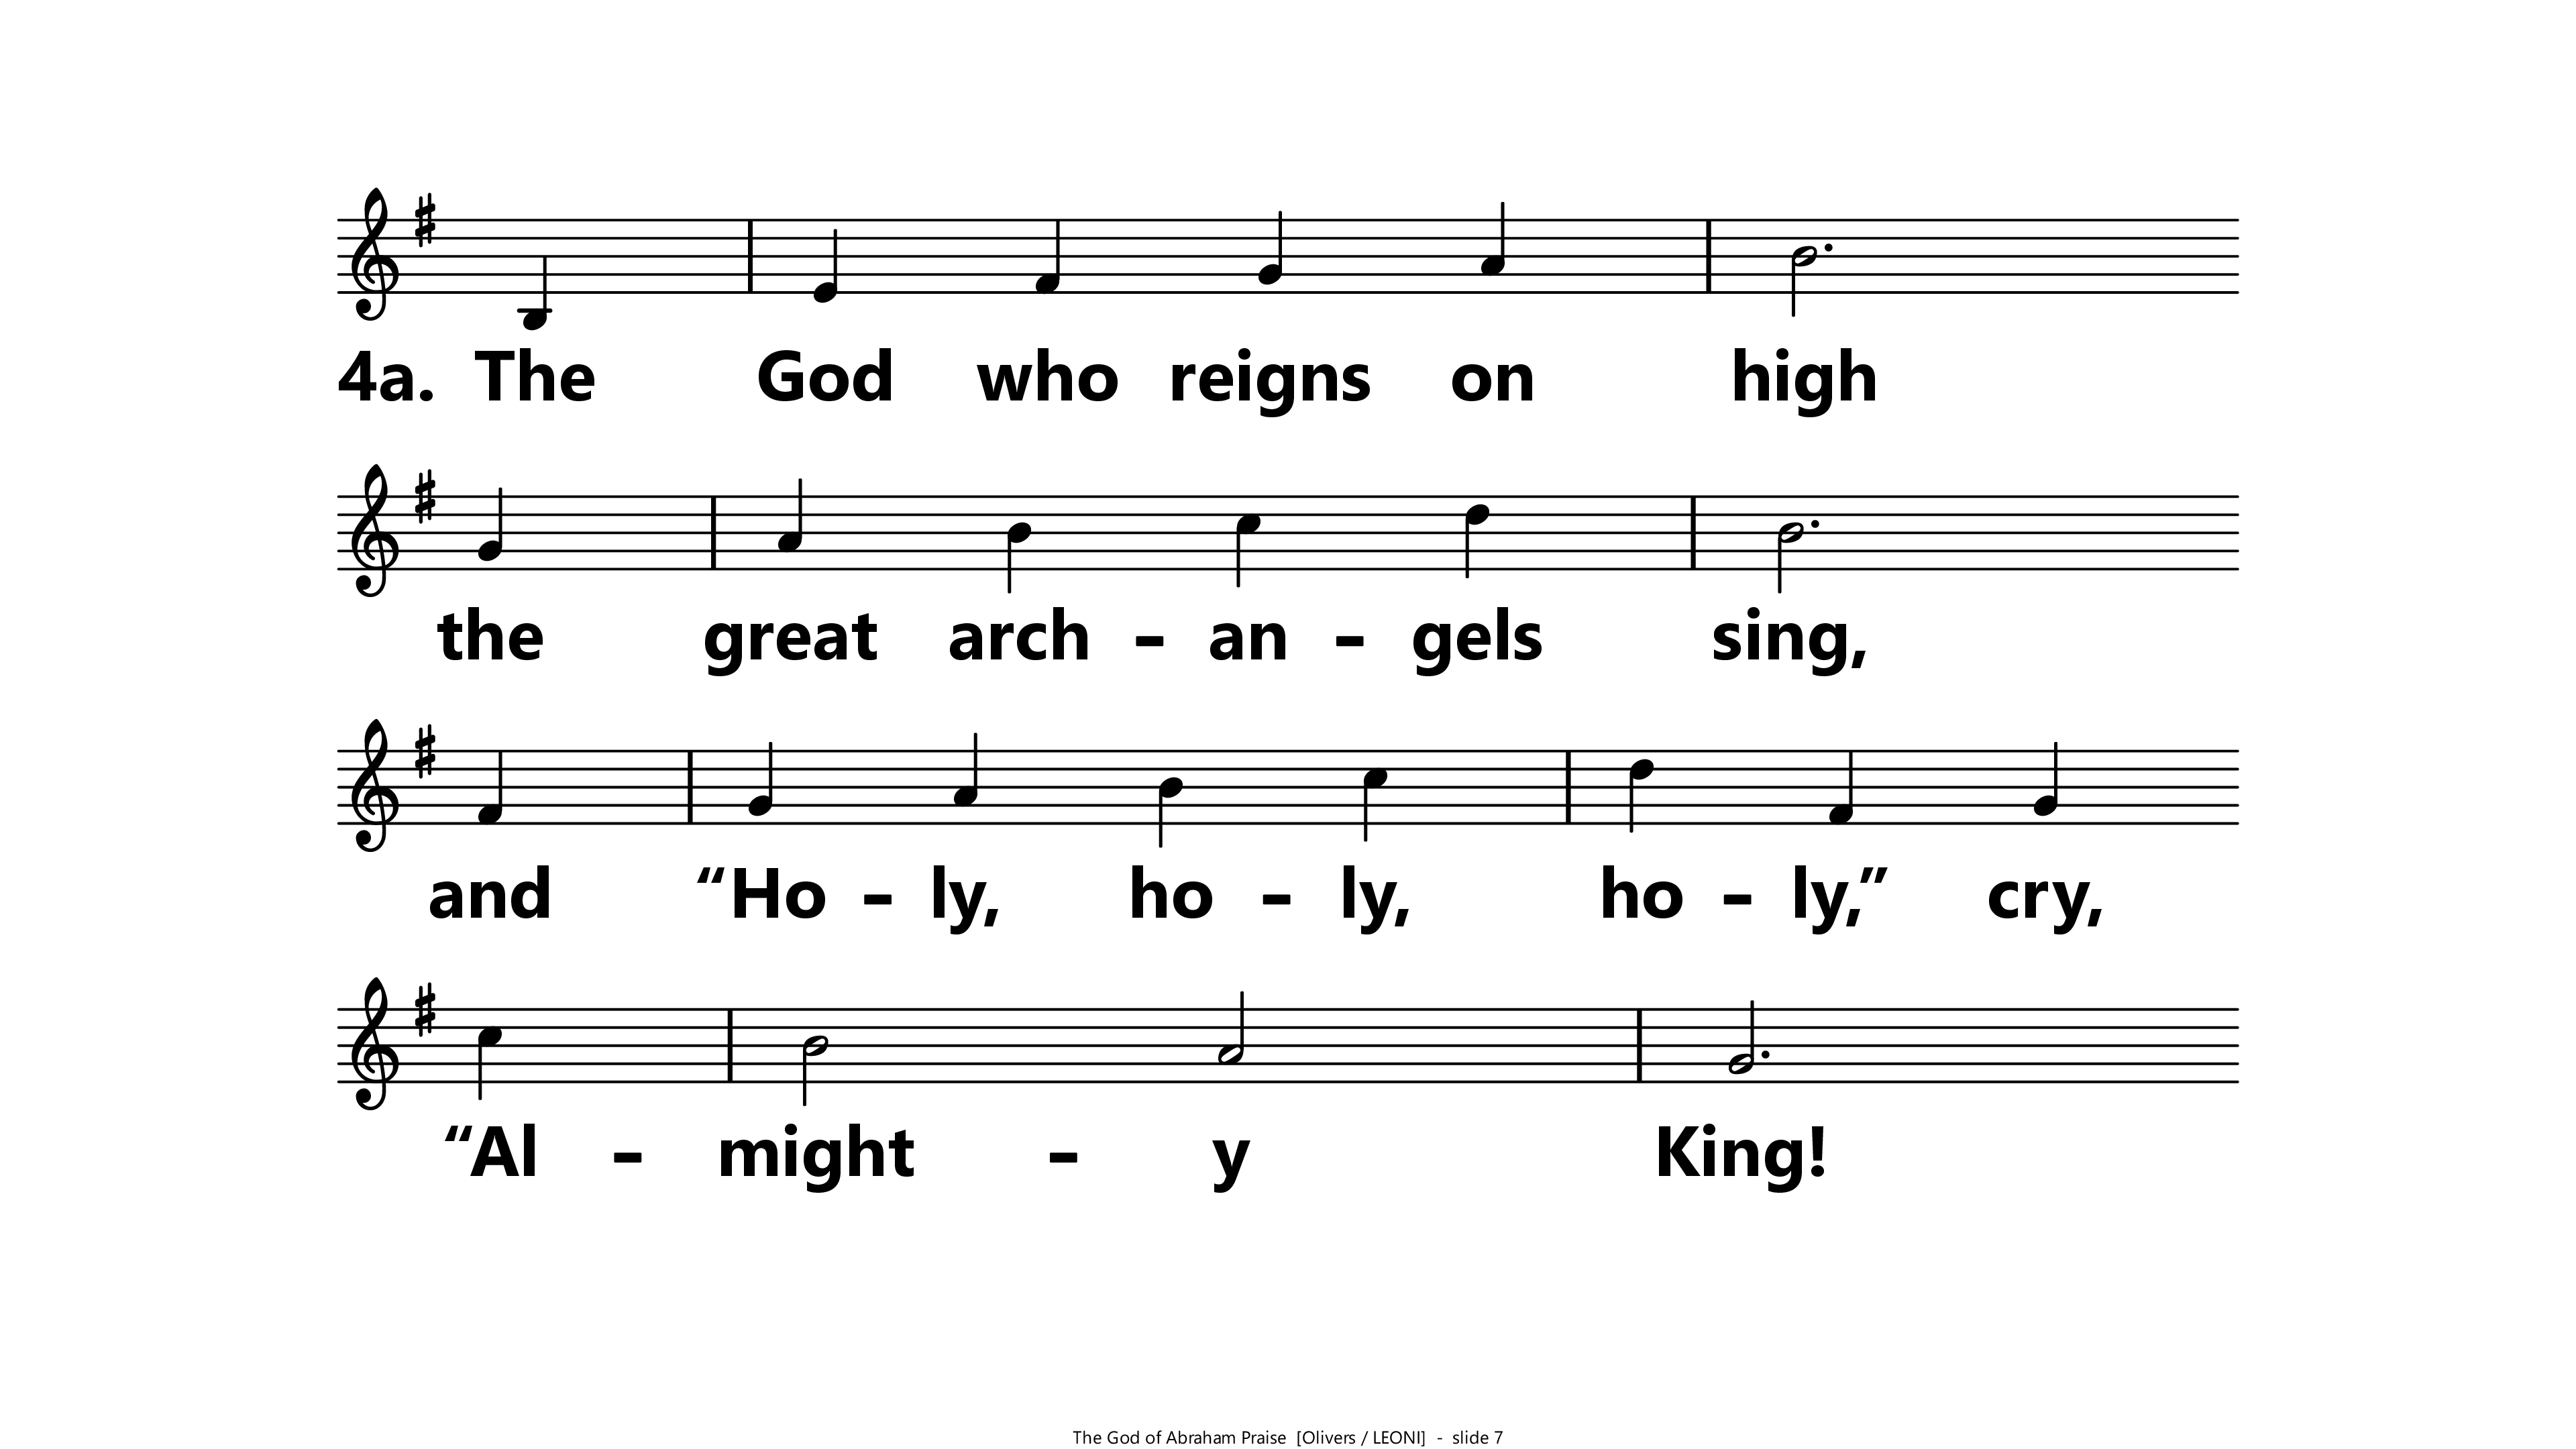 4a. The God who reigns on high
the great arch - an - gels sing,
and “Ho - ly, ho - ly, ho - ly,” cry,
“Al - might - y King!
The God of Abraham Praise [Olivers / LEONI] - slide 7